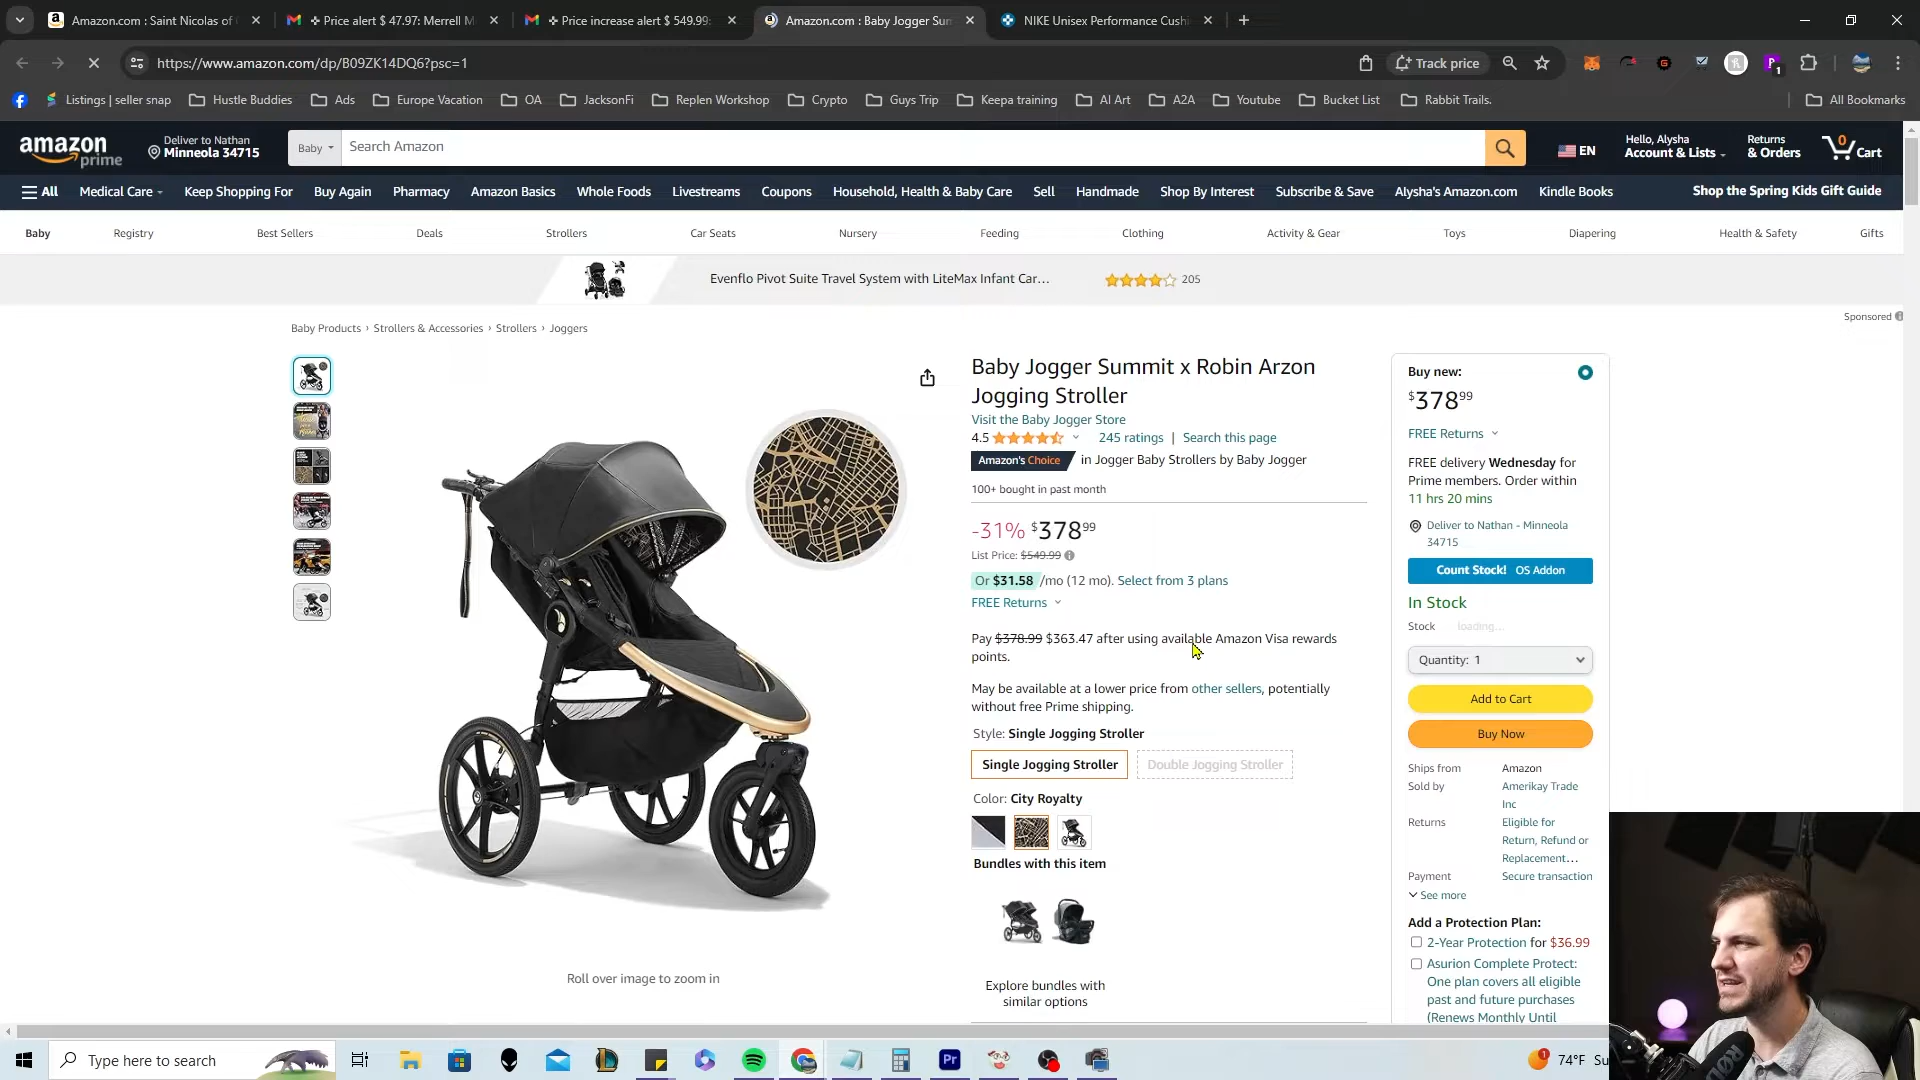 Amazon.com : Saint Nicolas of
Price alert $ 47.97: Merrell M
Price increase alert $ 549.99:
Amazon.com : Baby Jogger Sum
NIKE Unisex Performance Cushi
https://www.amazon.com/dp/B09ZK14DQ6?psc=1
Track price
1
Listings | seller snap
Hustle Buddies
Ads
Europe Vacation
OA
JacksonFi
Replen Workshop
Crypto
Guys Trip
Keepa training
AI Art
A2A
Youtube
Bucket List
Rabbit Trails.
All Bookmarks
amazon prime
Deliver to Nathan
Minneola 34715
Baby
Search Amazon
EN
Hello, Alysha
Account & Lists
Returns
& Orders
0
Cart
All
Medical Care
Keep Shopping For
Buy Again
Pharmacy
Amazon Basics
Whole Foods
Livestreams
Coupons
Household, Health & Baby Care
Sell
Handmade
Shop By Interest
Subscribe & Save
Alysha's Amazon.com
Kindle Books
Shop the Spring Kids Gift Guide
Baby
Registry
Best Sellers
Deals
Strollers
Car Seats
Nursery
Feeding
Clothing
Activity & Gear
Toys
Diapering
Health & Safety
Gifts
Evenflo Pivot Suite Travel System with LiteMax Infant Car…
205
Sponsored
Baby Products › Strollers & Accessories › Strollers › Joggers
Baby Jogger Summit x Robin Arzon
Jogging Stroller
Visit the Baby Jogger Store
4.5
245 ratings | Search this page
Amazon's Choice in Jogger Baby Strollers by Baby Jogger
100+ bought in past month
-31% $378 99
List Price: $549.99
Or $31.58 /mo (12 mo). Select from 3 plans
FREE Returns
Pay $378.99 $363.47 after using available Amazon Visa rewards
points.
May be available at a lower price from other sellers, potentially
without free Prime shipping.
Style: Single Jogging Stroller
Single Jogging Stroller
Double Jogging Stroller
Color: City Royalty
Bundles with this item
Explore bundles with
similar options
Roll over image to zoom in
Buy new:
$378 99
FREE Returns
FREE delivery Wednesday for
Prime members. Order within
11 hrs 20 mins
Deliver to Nathan - Minneola
34715
Count Stock! OS Addon
In Stock
Stock loading...
Quantity: 1
Add to Cart
Buy Now
Ships from Amazon
Sold by Amerikay Trade
Inc
Returns Eligible for
Return, Refund or
Replacement…
Payment Secure transaction
See more
Add a Protection Plan:
2-Year Protection for $36.99
Asurion Complete Protect:
One plan covers all eligible
past and future purchases
(Renews Monthly Until
Type here to search
Pr
1
74°F Su